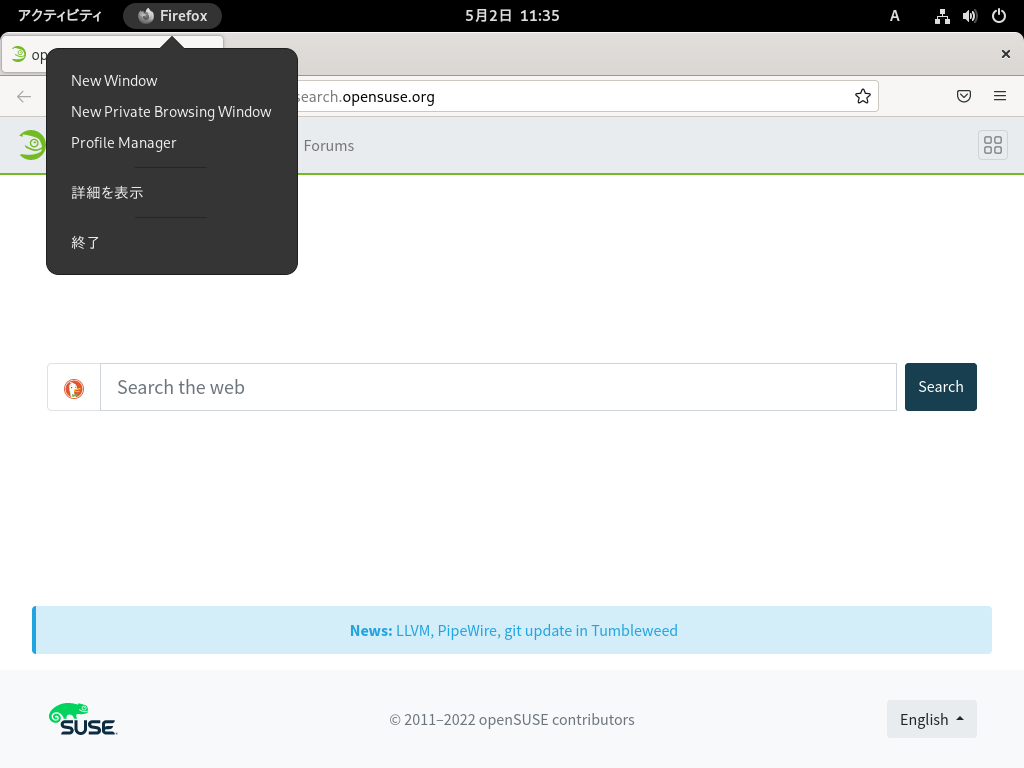 アクティビティ
Firefox
5月2日 11:35
A
op
New Window
New Private Browsing Window
Profile Manager
詳細を表示
終了
search.opensuse.org
Forums
Search the web
Search
News: LLVM, PipeWire, git update in Tumbleweed
SUSE
© 2011–2022 openSUSE contributors
English